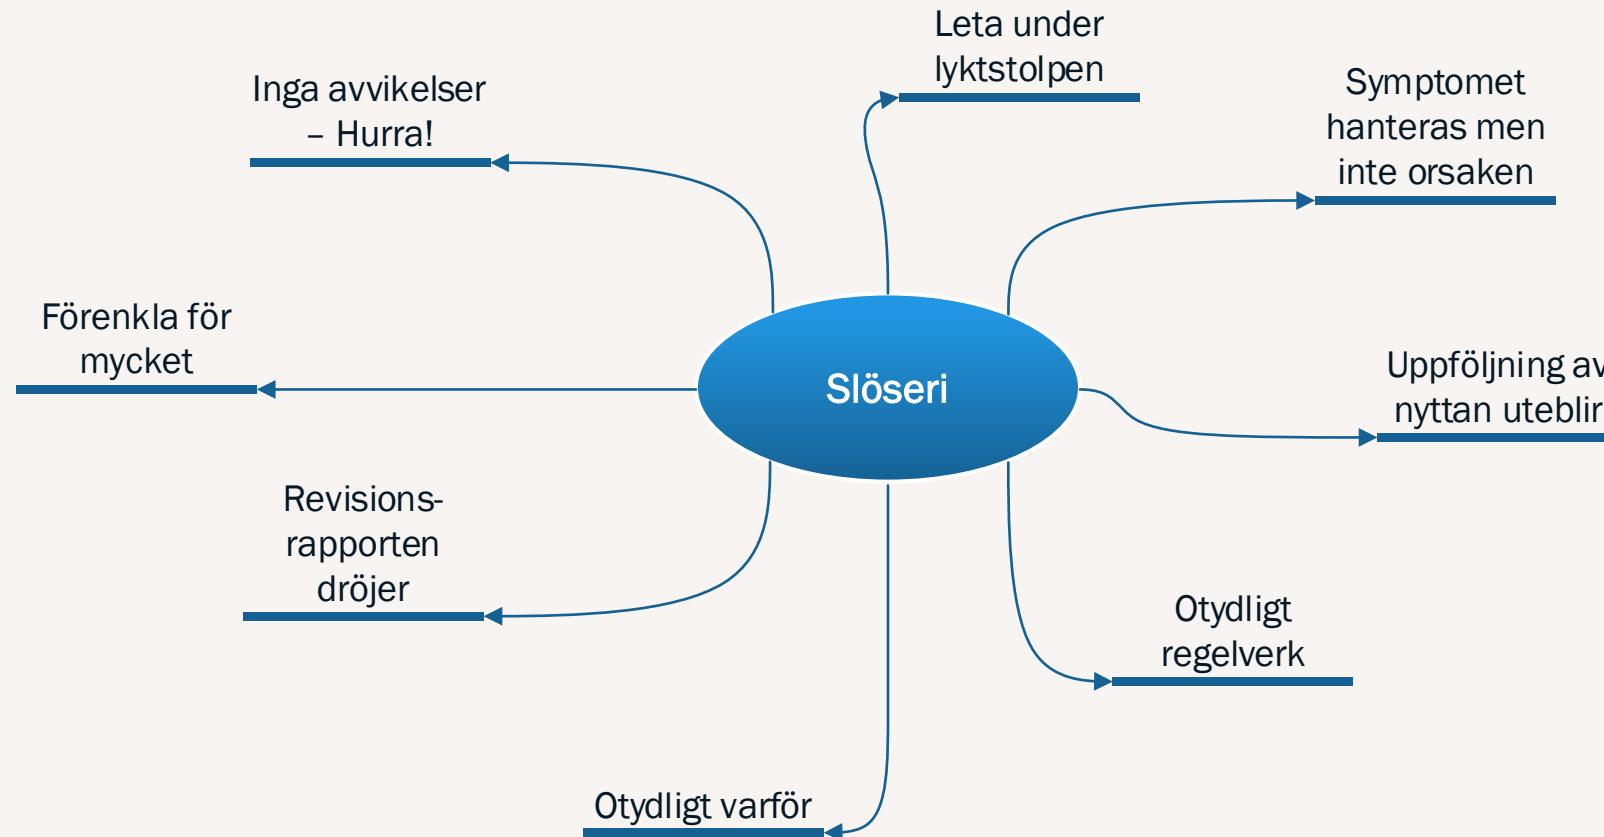 Leta under
lyktstolpen
Inga avvikelser
– Hurra!
Symptomet
hanteras men
inte orsaken
Förenkla för
mycket
Slöseri
Uppföljning av
nyttan uteblir
Revisions-
rapporten
dröjer
Otydligt
regelverk
Otydligt varför